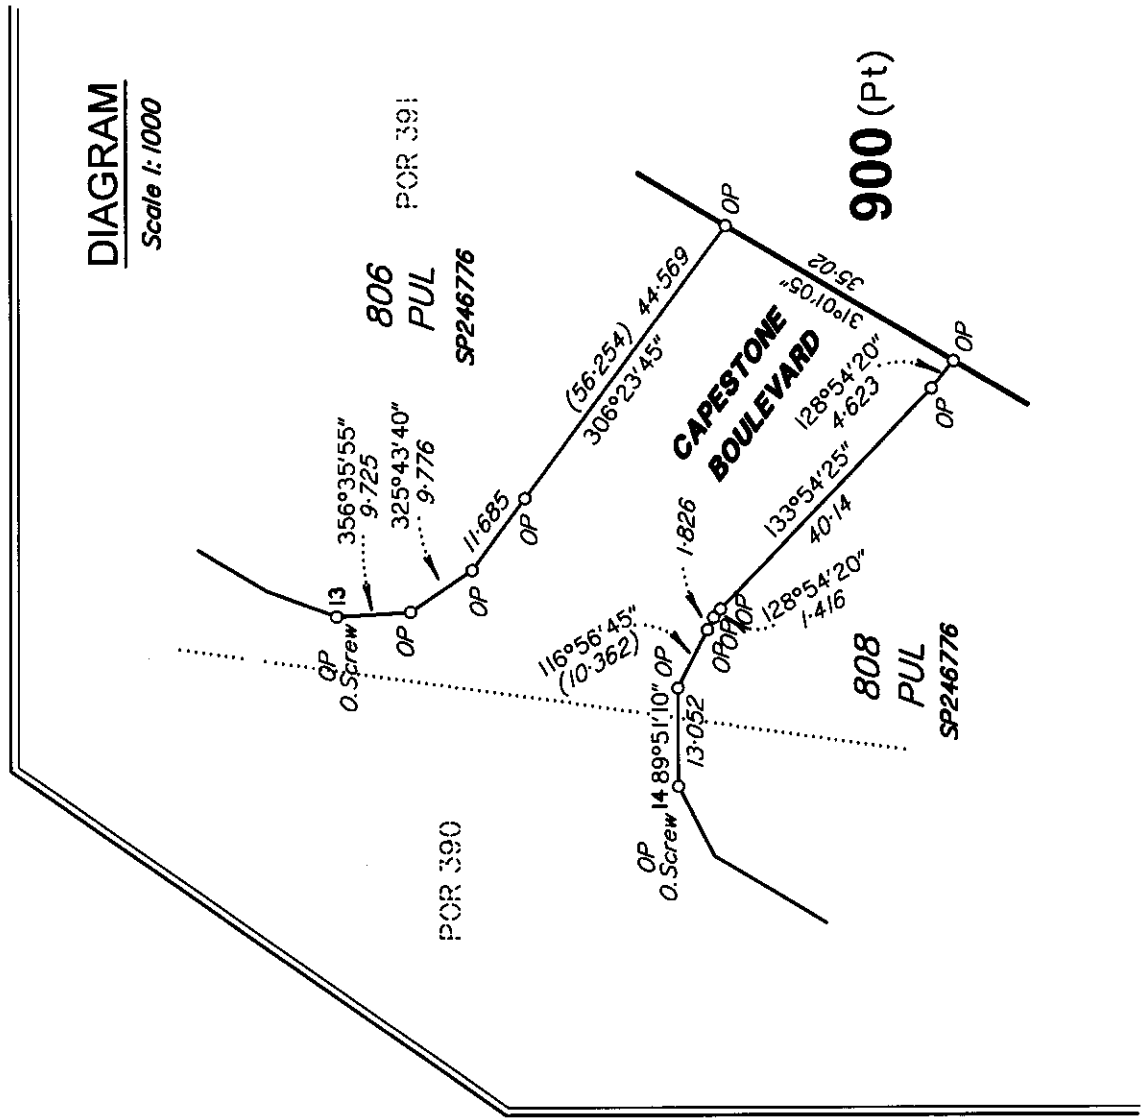 DIAGRAM
Scale 1:1000
POR 391
806
PUL
SP246776
356°35'55"
9·725
325°43'40"
9·776
13
OP
O.Screw
OP
OP
11·685
OP
(56·254) 44·569
306°23'45"
OP
900 (Pt)
35·02
31°01'05"
CAPESTONE
BOULEVARD
128°54'20"
4·623
OP
OP
133°54'25"
40·14
1·826
128°54'20"
1·416
OP
OP
OP
116°56'45"
(10·362)
OP
89°51'10"
13·052
14
OP
O.Screw
808
PUL
SP246776
POR 390